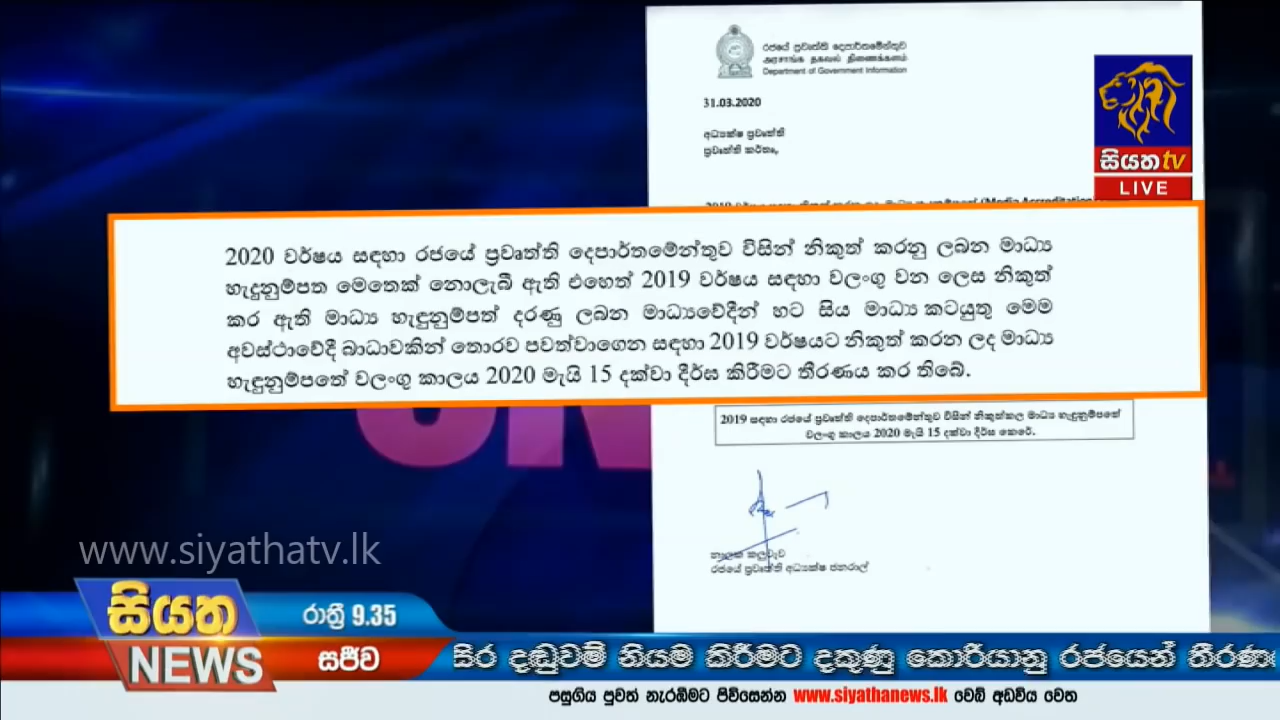 රජයේ ප්‍රවෘත්ති දෙපාර්තමේන්තුව
அரசாங்க தகவல் திணைக்களம்
Department of Government Information
31.03.2020
අධ්‍යක්ෂ ප්‍රවෘත්ති
ප්‍රවෘත්ති කර්තෘ,
සියත tv
LIVE
2020 වර්ෂය සඳහා රජයේ ප්‍රවෘත්ති දෙපාර්තමේන්තුව විසින් නිකුත් කරනු ලබන මාධ්‍ය
හැදුනුම්පත මෙතෙක් නොලැබී ඇති එහෙත් 2019 වර්ෂය සඳහා වලංගු වන ලෙස නිකුත්
කර ඇති මාධ්‍ය හැඳුනුම්පත් දරණු ලබන මාධ්‍යවේදීන් හට සිය මාධ්‍ය කටයුතු මෙම
අවස්ථාවේදී බාධාවකින් තොරව පවත්වාගෙන සඳහා 2019 වර්ෂයට නිකුත් කරන ලද මාධ්‍ය
හැඳුනුම්පතේ වලංගු කාලය 2020 මැයි 15 දක්වා දීර්ඝ කිරීමට තීරණය කර තිබේ.
2019 සඳහා රජයේ ප්‍රවෘත්ති දෙපාර්තමේන්තුව විසින් නිකුත්කල මාධ්‍ය හැඳුනුම්පතේ
වලංගු කාලය 2020 මැයි 15 දක්වා දීර්ඝ කෙරේ.
නාලක කලුවැව
රජයේ ප්‍රවෘත්ති අධ්‍යක්ෂ ජනරාල්
www.siyathatv.lk
සියත
NEWS
රාත්‍රී 9.35
සජීව
සිර දඬුවම් නියම කිරීමට දකුණු කොරියානු රජයෙන් තීරණ
පසුගිය පුවත් නැරඹීමට පිවිසෙන්න www.siyathanews.lk වෙබ් අඩවිය වෙත